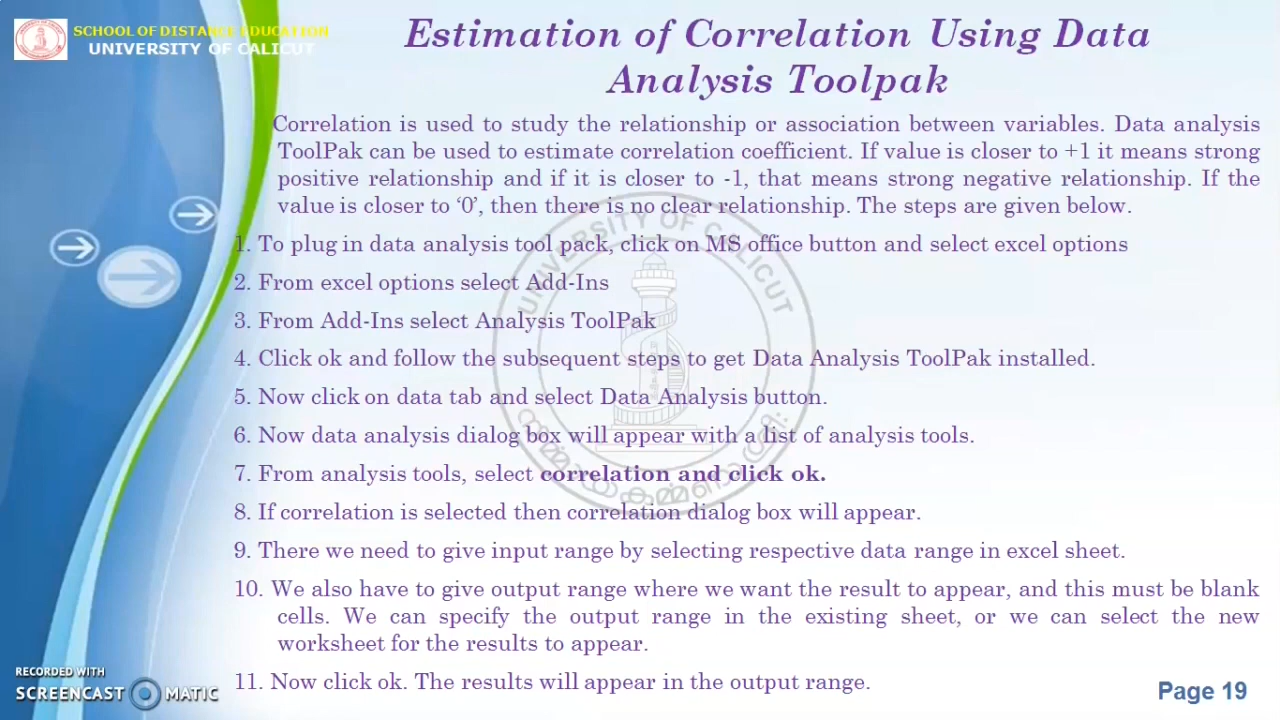 SCHOOL OF DISTANCE EDUCATION
UNIVERSITY OF CALICUT
Estimation of Correlation Using Data
Analysis Toolpak
Correlation is used to study the relationship or association between variables. Data analysis
ToolPak can be used to estimate correlation coefficient. If value is closer to +1 it means strong
positive relationship and if it is closer to -1, that means strong negative relationship. If the
value is closer to ‘0’, then there is no clear relationship. The steps are given below.
1. To plug in data analysis tool pack, click on MS office button and select excel options
2. From excel options select Add-Ins
3. From Add-Ins select Analysis ToolPak
4. Click ok and follow the subsequent steps to get Data Analysis ToolPak installed.
5. Now click on data tab and select Data Analysis button.
6. Now data analysis dialog box will appear with a list of analysis tools.
7. From analysis tools, select correlation and click ok.
8. If correlation is selected then correlation dialog box will appear.
9. There we need to give input range by selecting respective data range in excel sheet.
10. We also have to give output range where we want the result to appear, and this must be blank
cells. We can specify the output range in the existing sheet, or we can select the new
worksheet for the results to appear.
11. Now click ok. The results will appear in the output range.
UNIVERSITY OF CALICUT
RECORDED WITH
SCREENCAST MATIC
Page 19